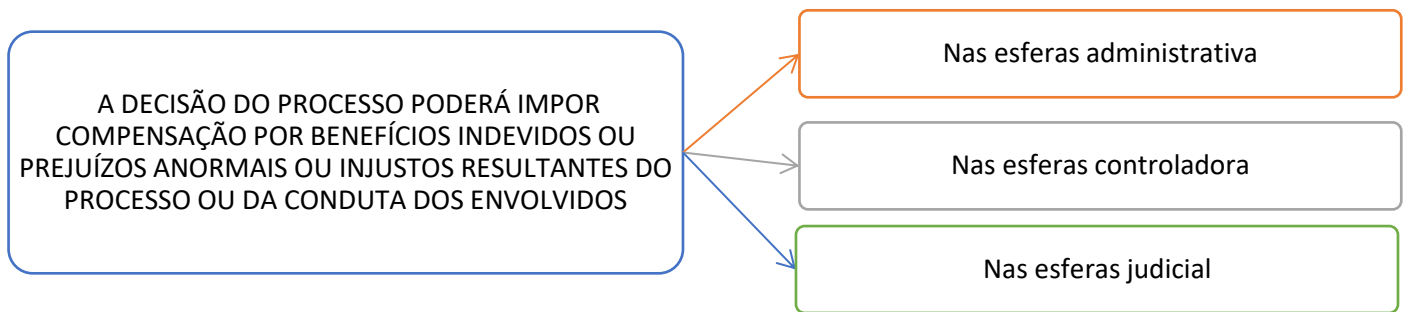 A DECISÃO DO PROCESSO PODERÁ IMPOR
COMPENSAÇÃO POR BENEFÍCIOS INDEVIDOS OU
PREJUÍZOS ANORMAIS OU INJUSTOS RESULTANTES DO
PROCESSO OU DA CONDUTA DOS ENVOLVIDOS
Nas esferas administrativa
Nas esferas controladora
Nas esferas judicial